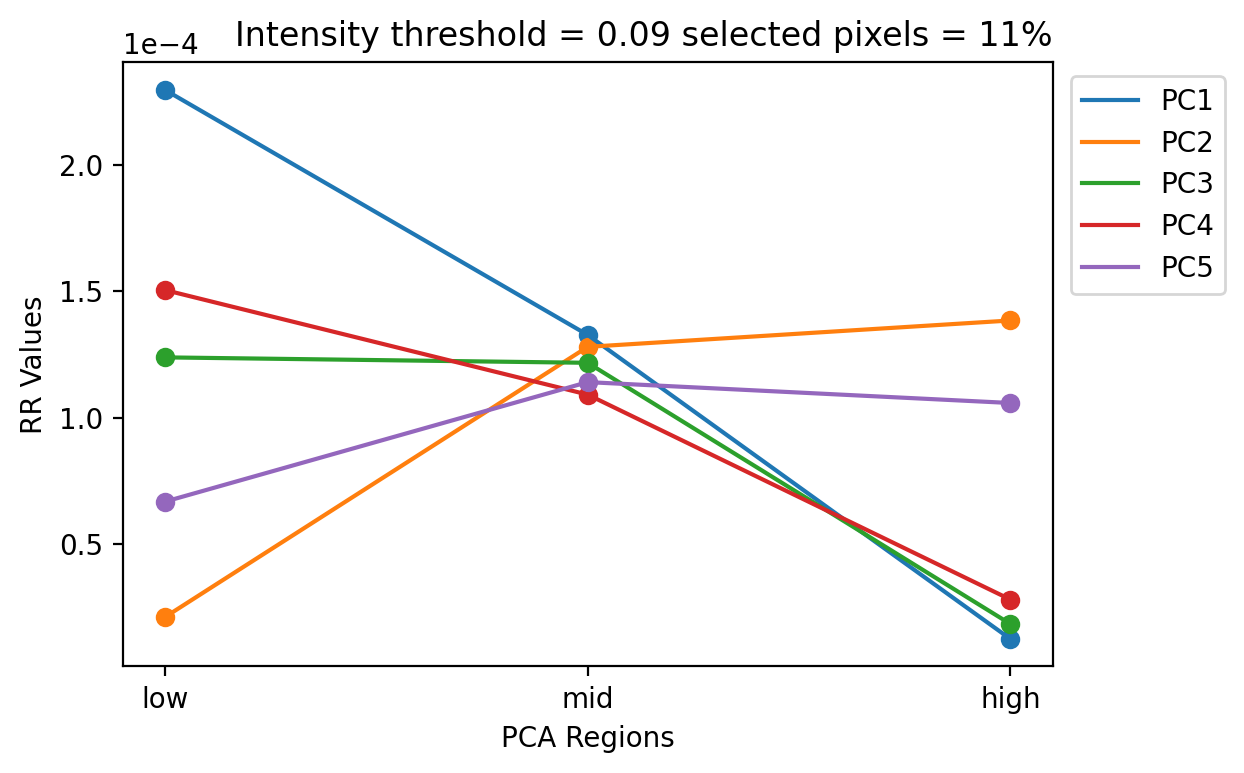 Intensity threshold = 0.09 selected pixels = 11%
1e−4
2.0
1.5
1.0
0.5
RR Values
low
mid
high
PCA Regions
PC1
PC2
PC3
PC4
PC5